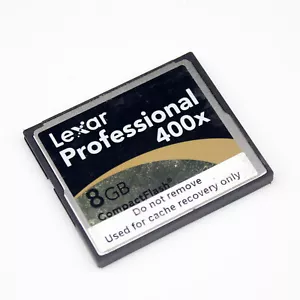 Lexar
Professional
400x
8GB
CompactFlash
Do not remove
Used for cache recovery only